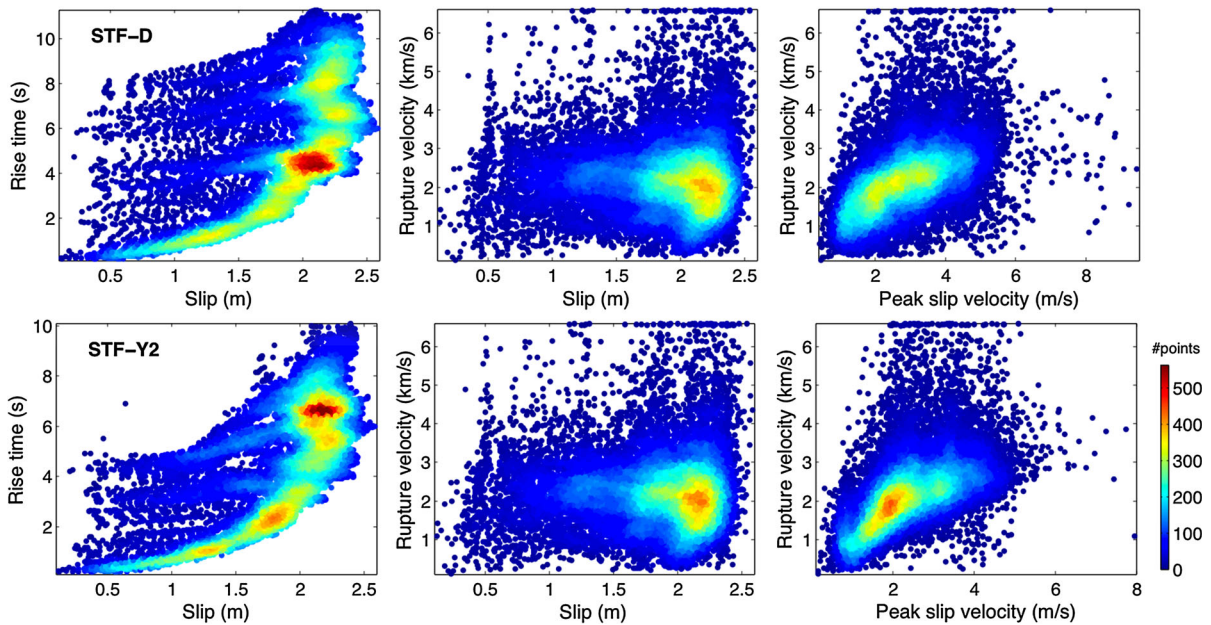 STF-D
Rise time (s)
10
8
6
4
2
0.5 1 1.5 2 2.5
Slip (m)
Rupture velocity (km/s)
6
5
4
3
2
1
0.5 1 1.5 2 2.5
Slip (m)
Rupture velocity (km/s)
6
5
4
3
2
1
2 4 6 8
Peak slip velocity (m/s)
STF-Y2
Rise time (s)
10
8
6
4
2
0.5 1 1.5 2 2.5
Slip (m)
Rupture velocity (km/s)
6
5
4
3
2
1
0.5 1 1.5 2 2.5
Slip (m)
Rupture velocity (km/s)
6
5
4
3
2
1
2 4 6 8
Peak slip velocity (m/s)
#points
500
400
300
200
100
0